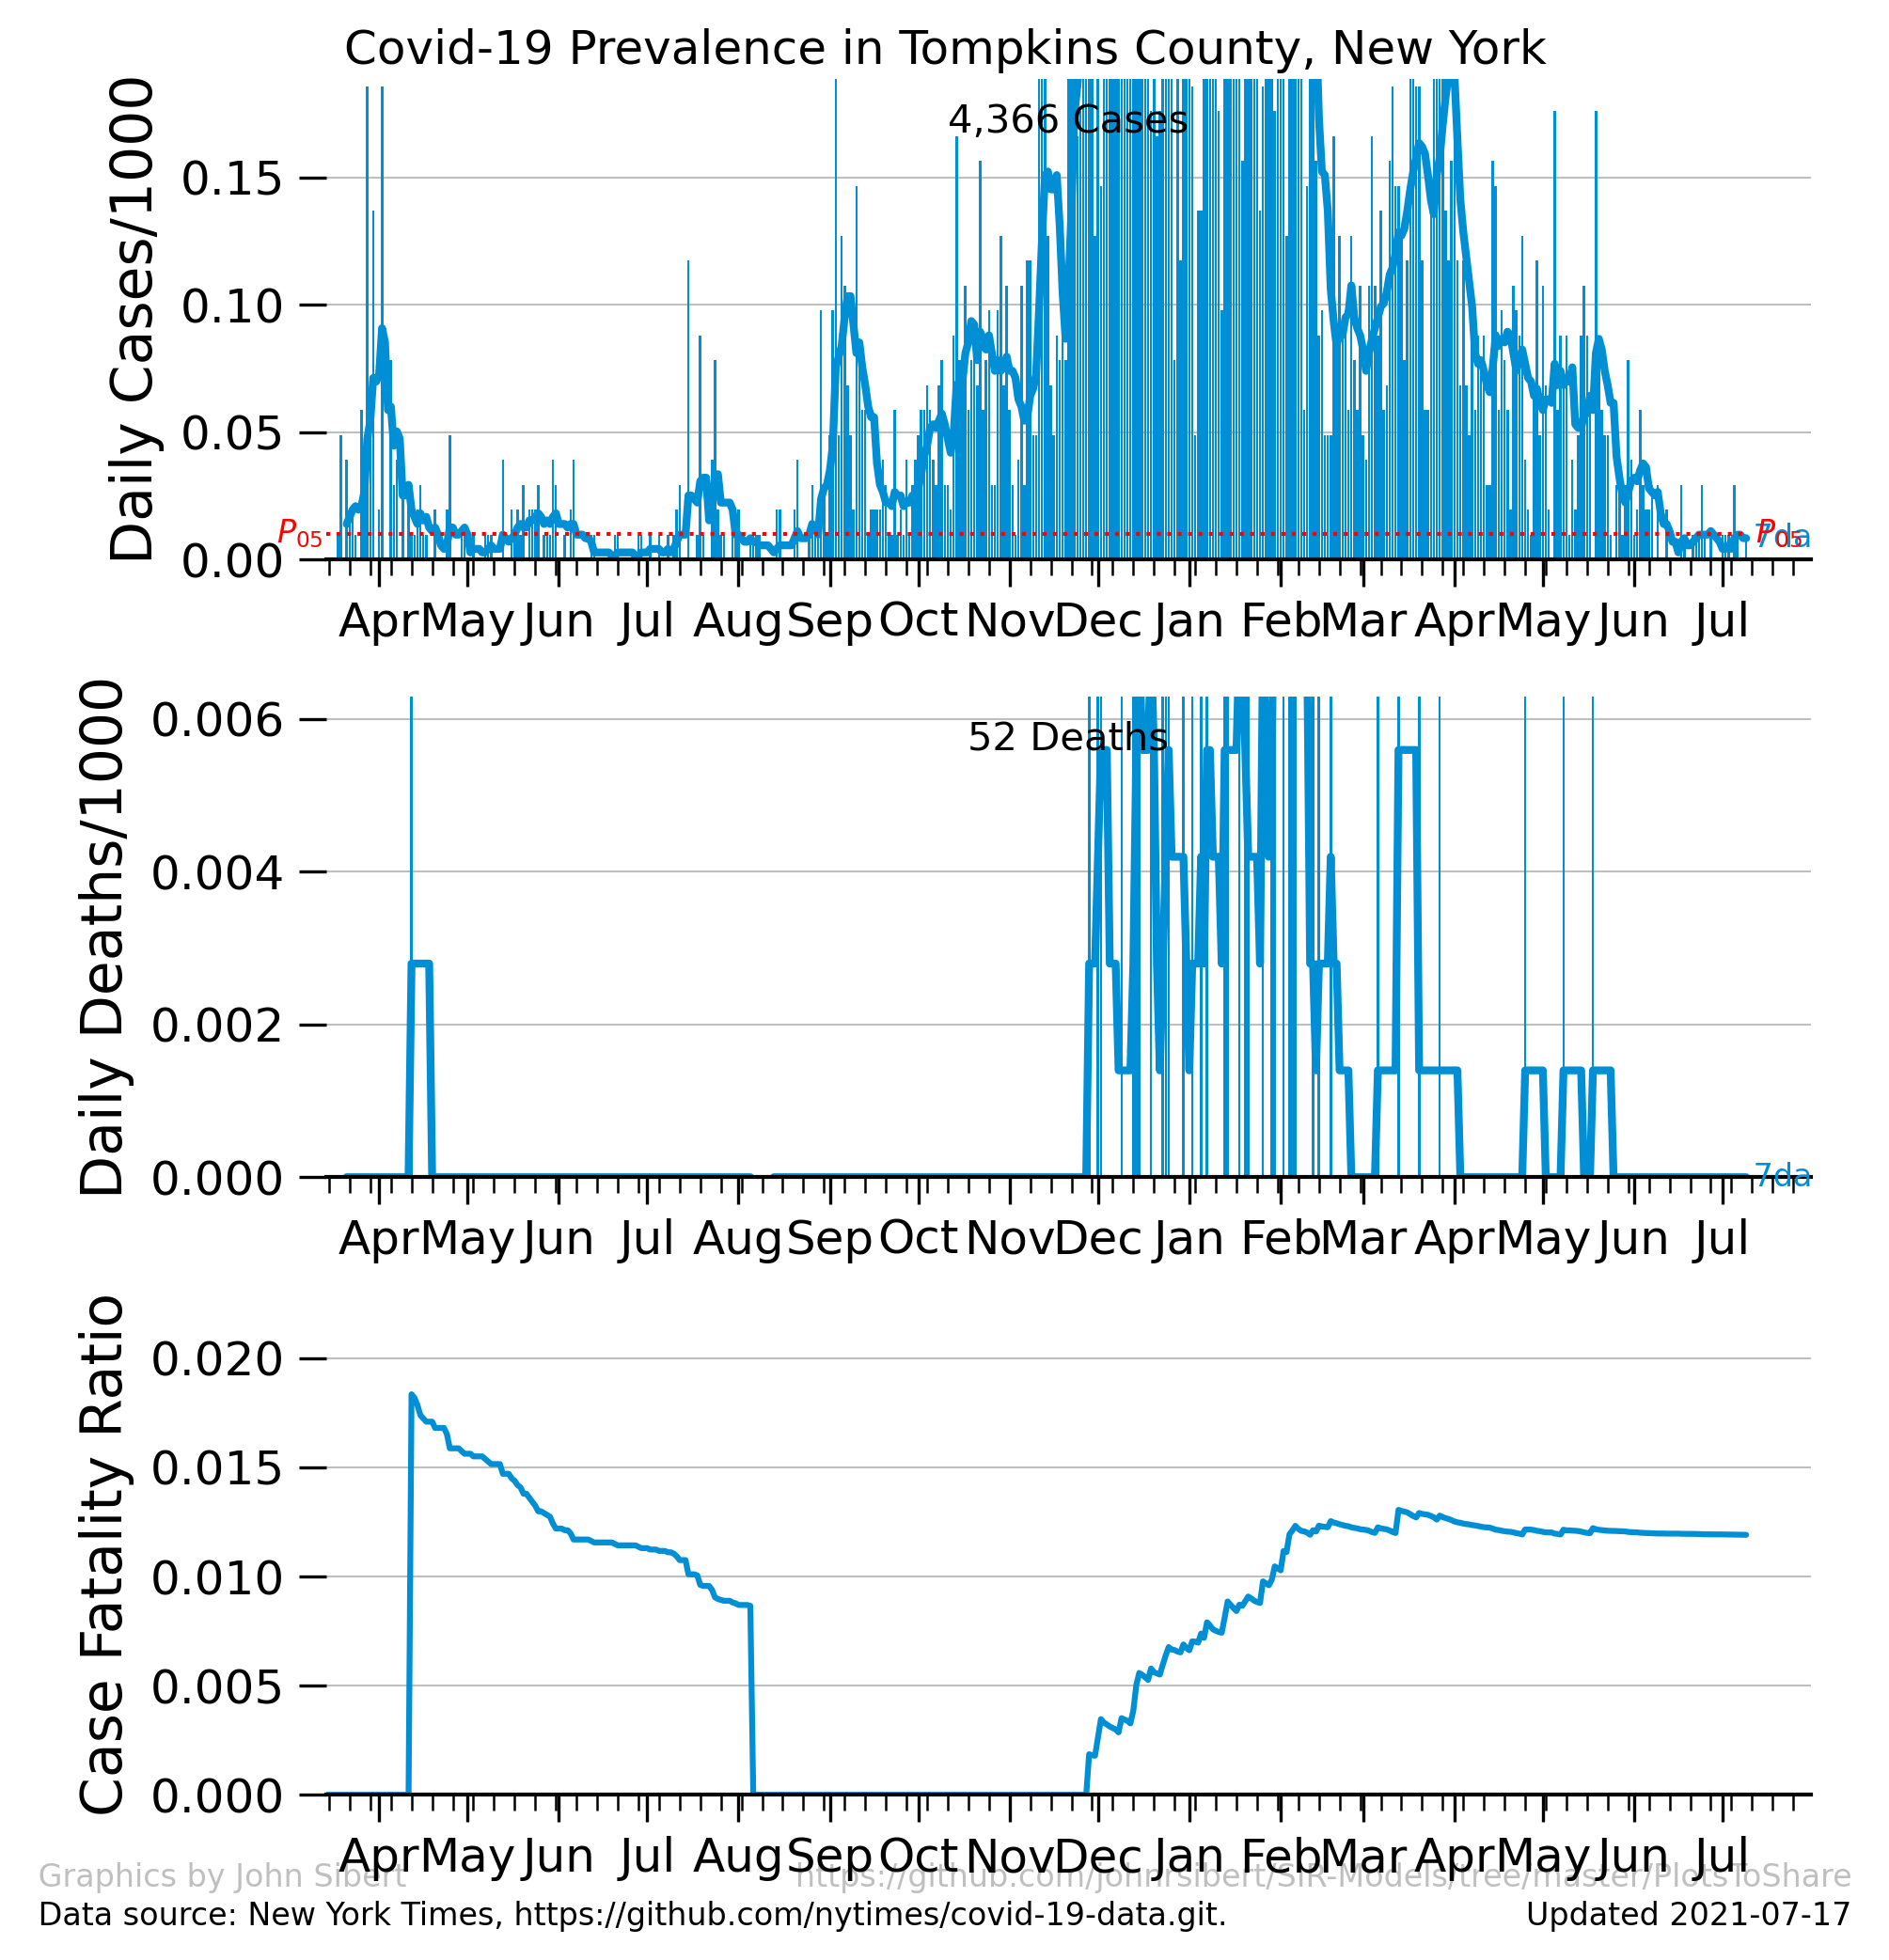 Covid-19 Prevalence in Tompkins County, New York
4,366 Cases
Daily Cases/1000
0.15
0.10
0.05
0.00
P05
P05
7da
Apr May Jun Jul Aug Sep Oct Nov Dec Jan Feb Mar Apr May Jun Jul
52 Deaths
Daily Deaths/1000
0.006
0.004
0.002
0.000
7da
Apr May Jun Jul Aug Sep Oct Nov Dec Jan Feb Mar Apr May Jun Jul
Case Fatality Ratio
0.020
0.015
0.010
0.005
0.000
Apr May Jun Jul Aug Sep Oct Nov Dec Jan Feb Mar Apr May Jun Jul
Graphics by John Sibert
https://github.com/johnrsibert/SIR-Models/tree/master/PlotsToShare
Data source: New York Times, https://github.com/nytimes/covid-19-data.git.
Updated 2021-07-17